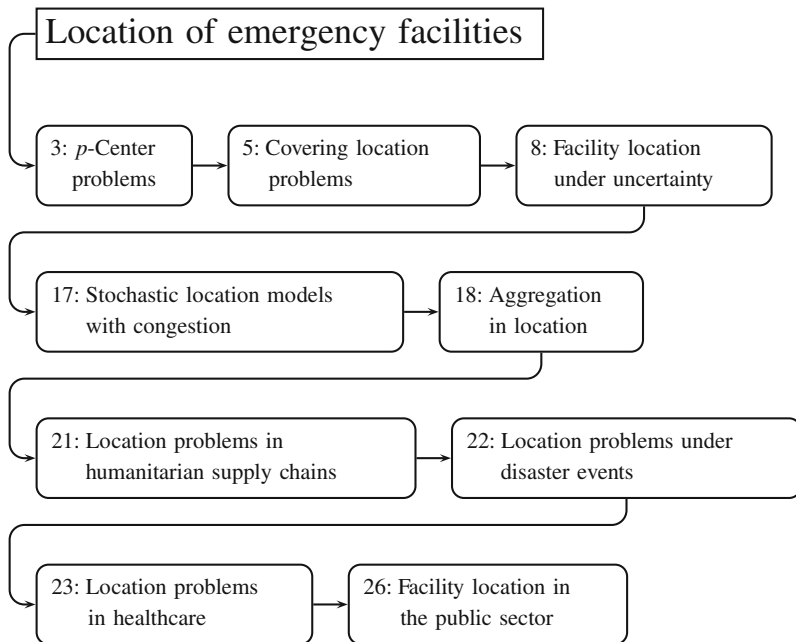 Location of emergency facilities
3: p-Center
problems
5: Covering location
problems
8: Facility location
under uncertainty
17: Stochastic location models
with congestion
18: Aggregation
in location
21: Location problems in
humanitarian supply chains
22: Location problems under
disaster events
23: Location problems
in healthcare
26: Facility location in
the public sector